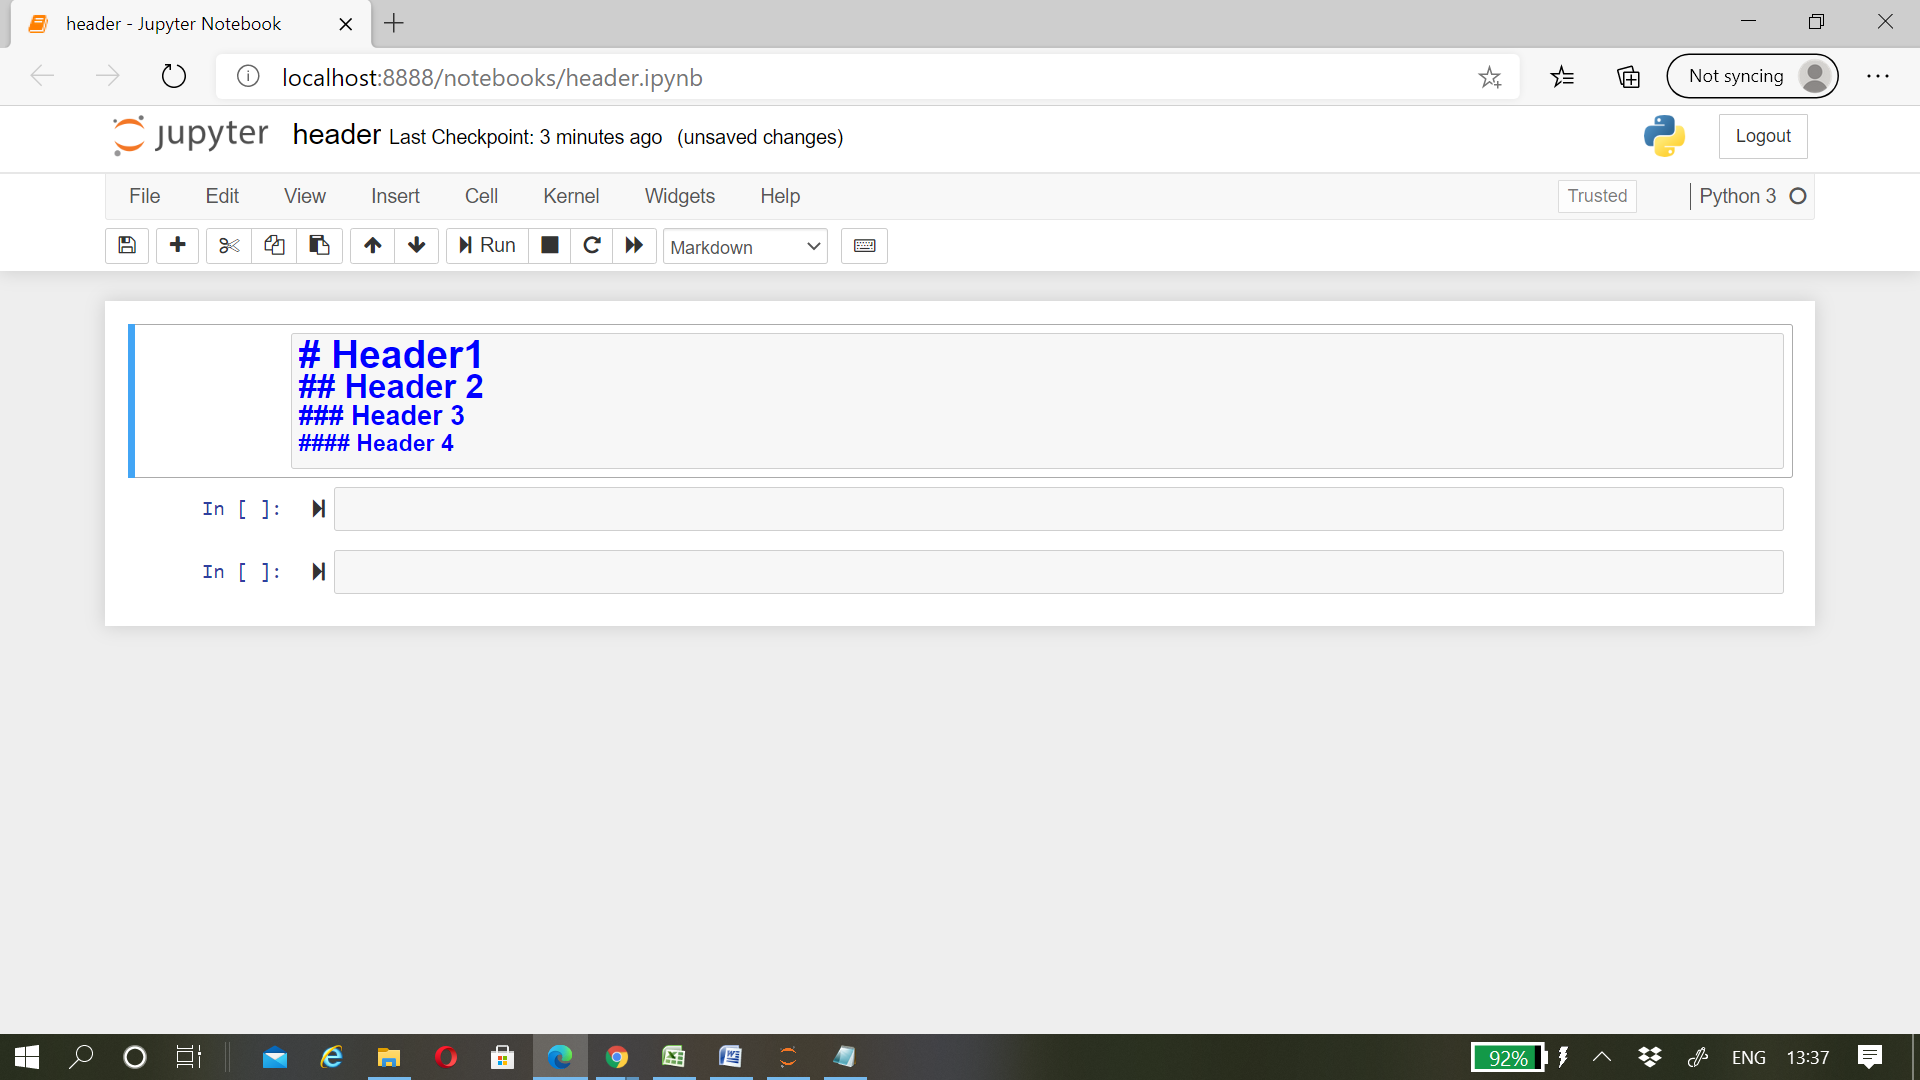 header - Jupyter Notebook
localhost:8888/notebooks/header.ipynb
Not syncing
jupyter header Last Checkpoint: 3 minutes ago (unsaved changes)
Logout
File Edit View Insert Cell Kernel Widgets Help
Trusted
Python 3
Run
Markdown
# Header1
## Header 2
### Header 3
#### Header 4
In [ ]:
In [ ]:
92%
ENG
13:37